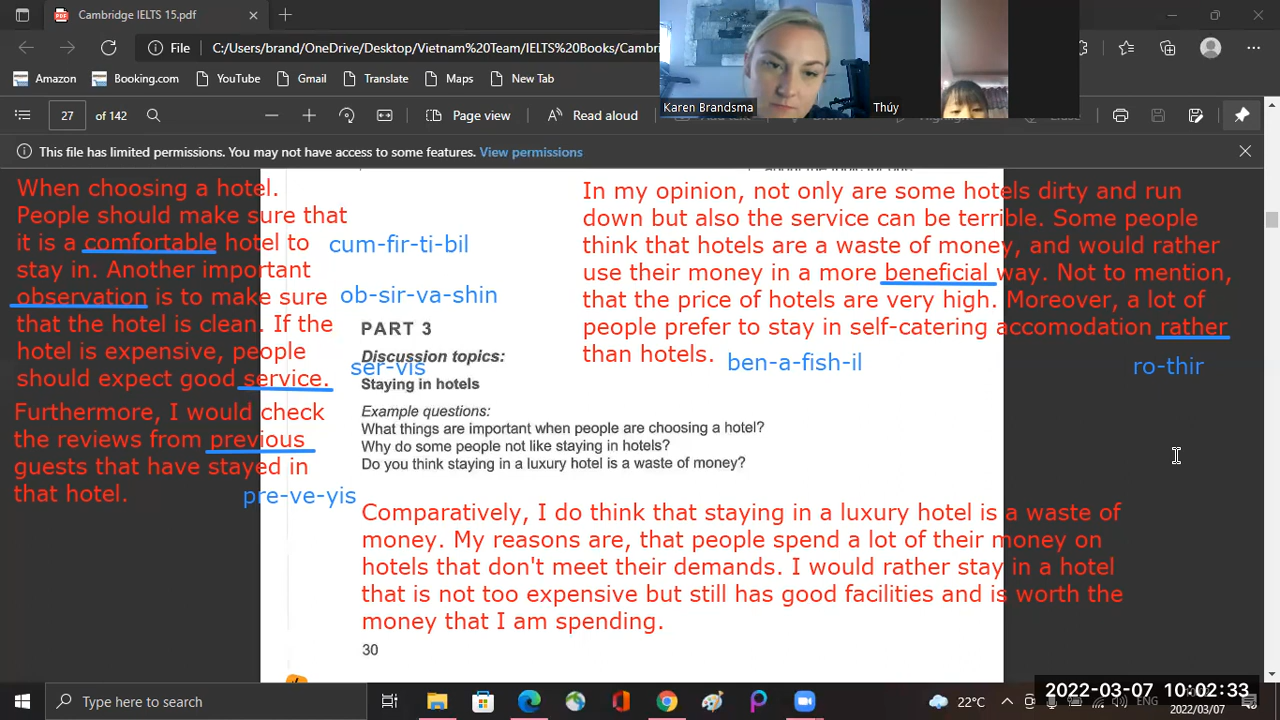 Cambridge IELTS 15.pdf
File
C:/Users/brand/OneDrive/Desktop/Vietnam%20Team/IELTS%20Books/Camb
Amazon
Booking.com
YouTube
Gmail
Translate
Maps
New Tab
Karen Brandsma
Thúy
27
of 142
Page view
Read aloud
This file has limited permissions. You may not have access to some features. View permissions
When choosing a hotel.
People should make sure that
it is a comfortable hotel to
stay in. Another important
observation is to make sure
that the hotel is clean. If the
hotel is expensive, people
should expect good service.
Furthermore, I would check
the reviews from previous
guests that have stayed in
that hotel.
cum-fir-ti-bil
ob-sir-va-shin
ser-vis
pre-ve-yis
In my opinion, not only are some hotels dirty and run
down but also the service can be terrible. Some people
think that hotels are a waste of money, and would rather
use their money in a more beneficial way. Not to mention,
that the price of hotels are very high. Moreover, a lot of
people prefer to stay in self-catering accomodation rather
than hotels.
ben-a-fish-il
ro-thir
PART 3
Discussion topics:
Staying in hotels
Example questions:
What things are important when people are choosing a hotel?
Why do some people not like staying in hotels?
Do you think staying in a luxury hotel is a waste of money?
Comparatively, I do think that staying in a luxury hotel is a waste of
money. My reasons are, that people spend a lot of their money on
hotels that don't meet their demands. I would rather stay in a hotel
that is not too expensive but still has good facilities and is worth the
money that I am spending.
30
Type here to search
22°C
ENG
2022-03-07 10:02:33
2022/03/07